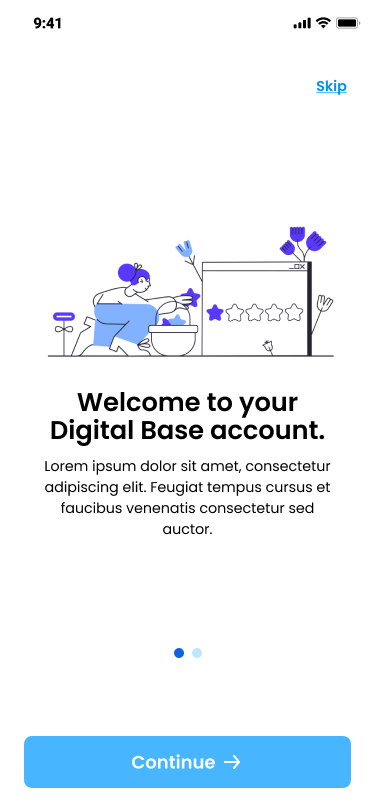 9:41
Skip
Welcome to your
Digital Base account.
Lorem ipsum dolor sit amet, consectetur
adipiscing elit. Feugiat tempus cursus et
faucibus venenatis consectetur sed
auctor.
Continue →